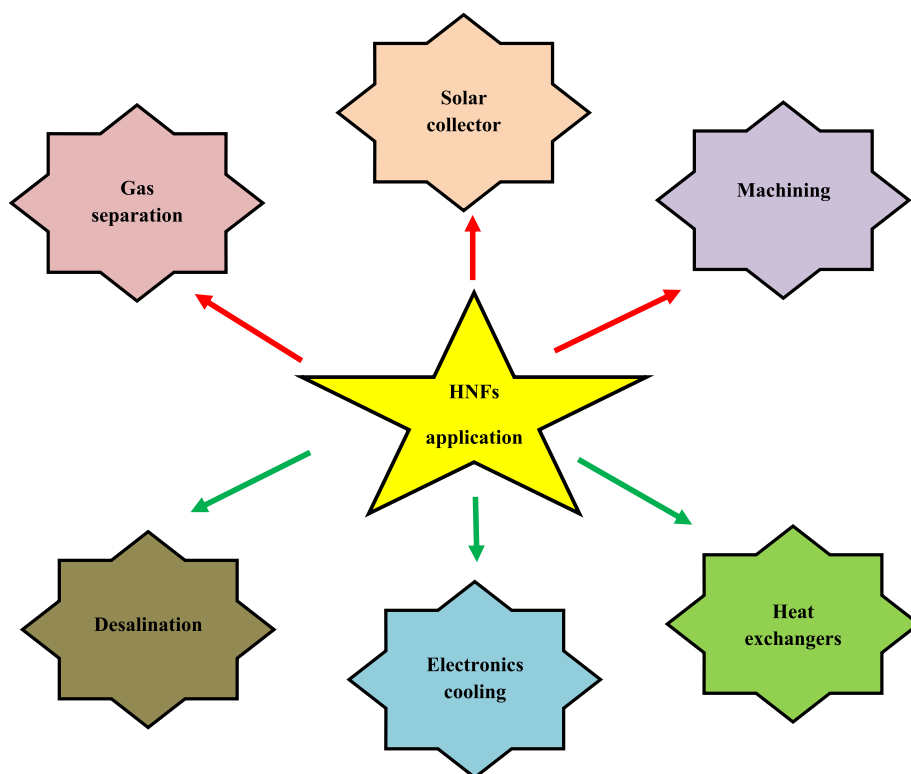 Solar
collector
Gas
separation
Machining
HNFs
application
Desalination
Heat
exchangers
Electronics
cooling